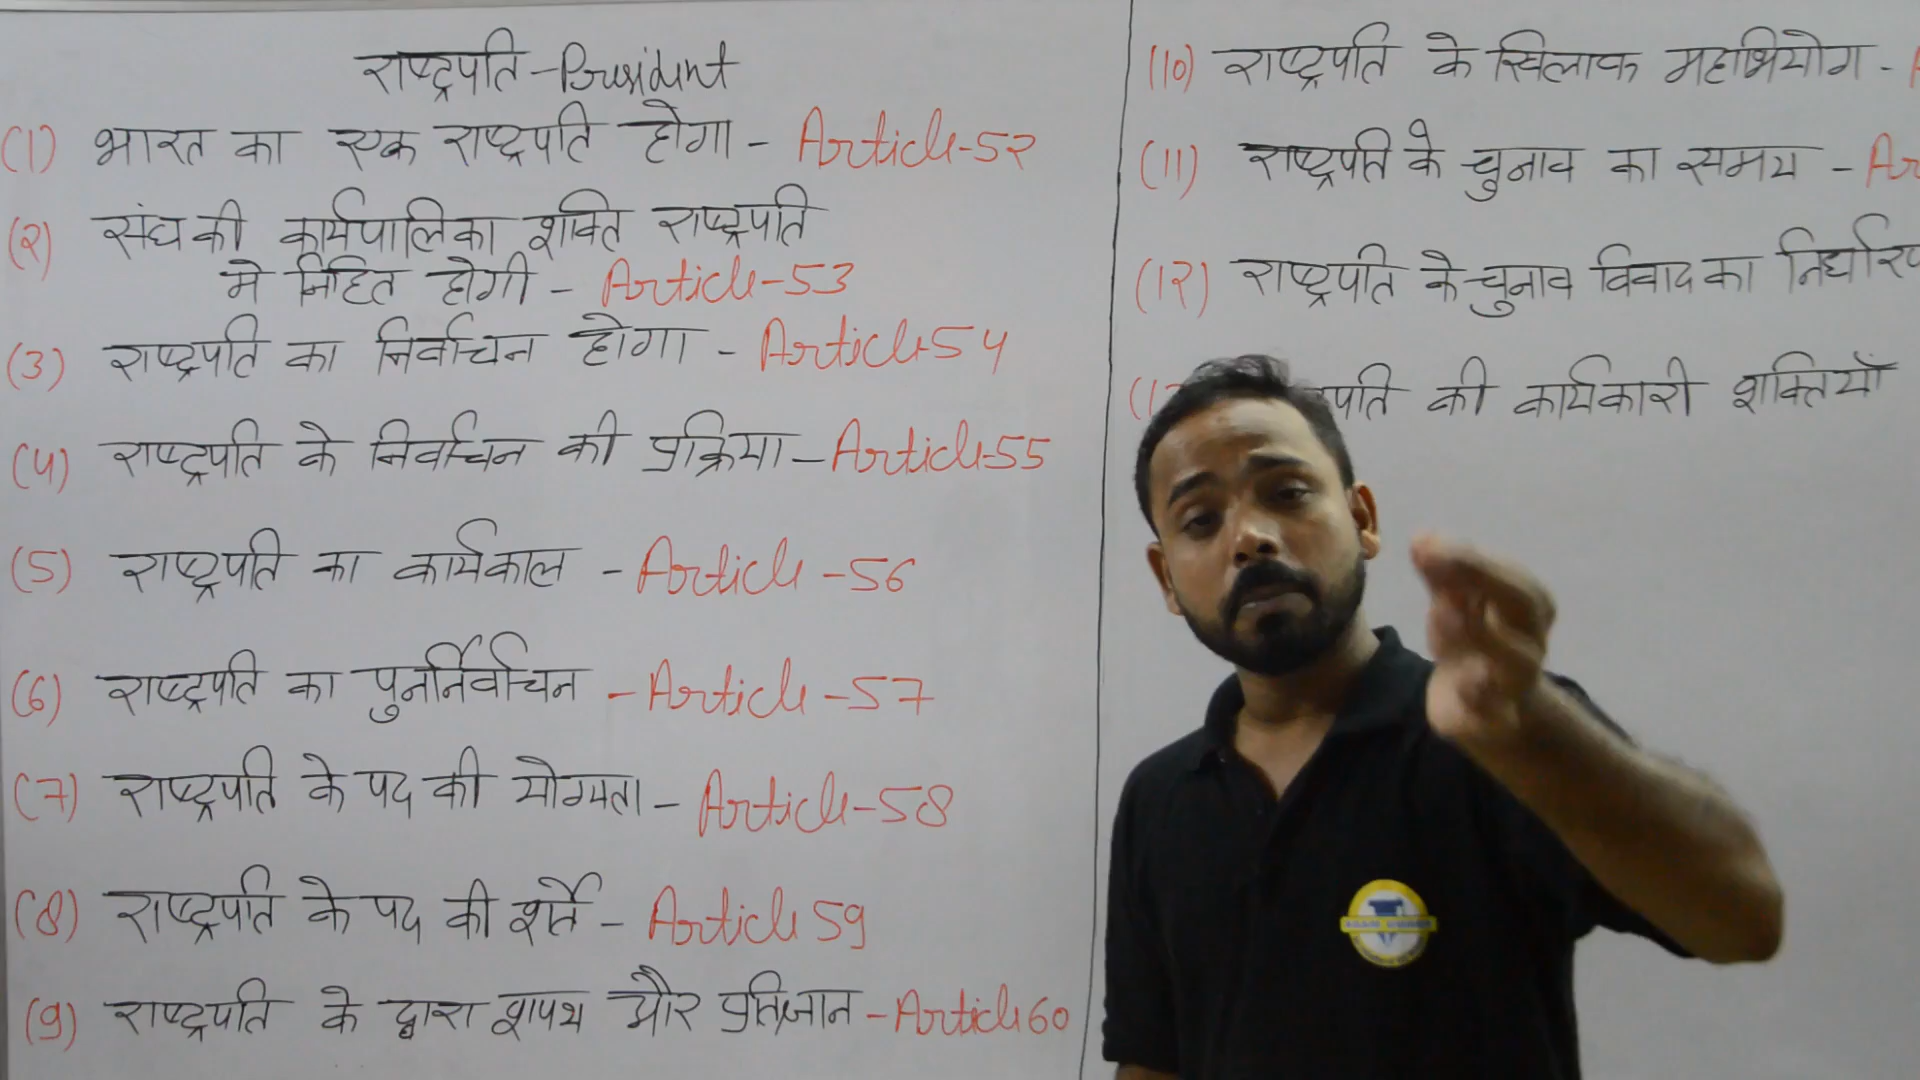 राष्ट्रपति - President
(1) भारत का एक राष्ट्रपति होगा - Article-52
(2) संघ की कार्यपालिका शक्ति राष्ट्रपति
मे निहित होगी - Article-53
(3) राष्ट्रपति का निर्वाचन होगा - Article-54
(4) राष्ट्रपति के निर्वाचन की प्रक्रिया - Article-55
(5) राष्ट्रपति का कार्यकाल - Article-56
(6) राष्ट्रपति का पुनर्निर्वाचन - Article-57
(7) राष्ट्रपति के पद की योग्यता - Article-58
(8) राष्ट्रपति के पद की शर्ते - Article 59
(9) राष्ट्रपति के द्वारा शपथ और प्रतिज्ञान - Article 60
(10) राष्ट्रपति के खिलाफ महाभियोग -
(11) राष्ट्रपति के चुनाव का समय -
(12) राष्ट्रपति के चुनाव विवाद का
पति की कार्यकारी शक्तियाँ